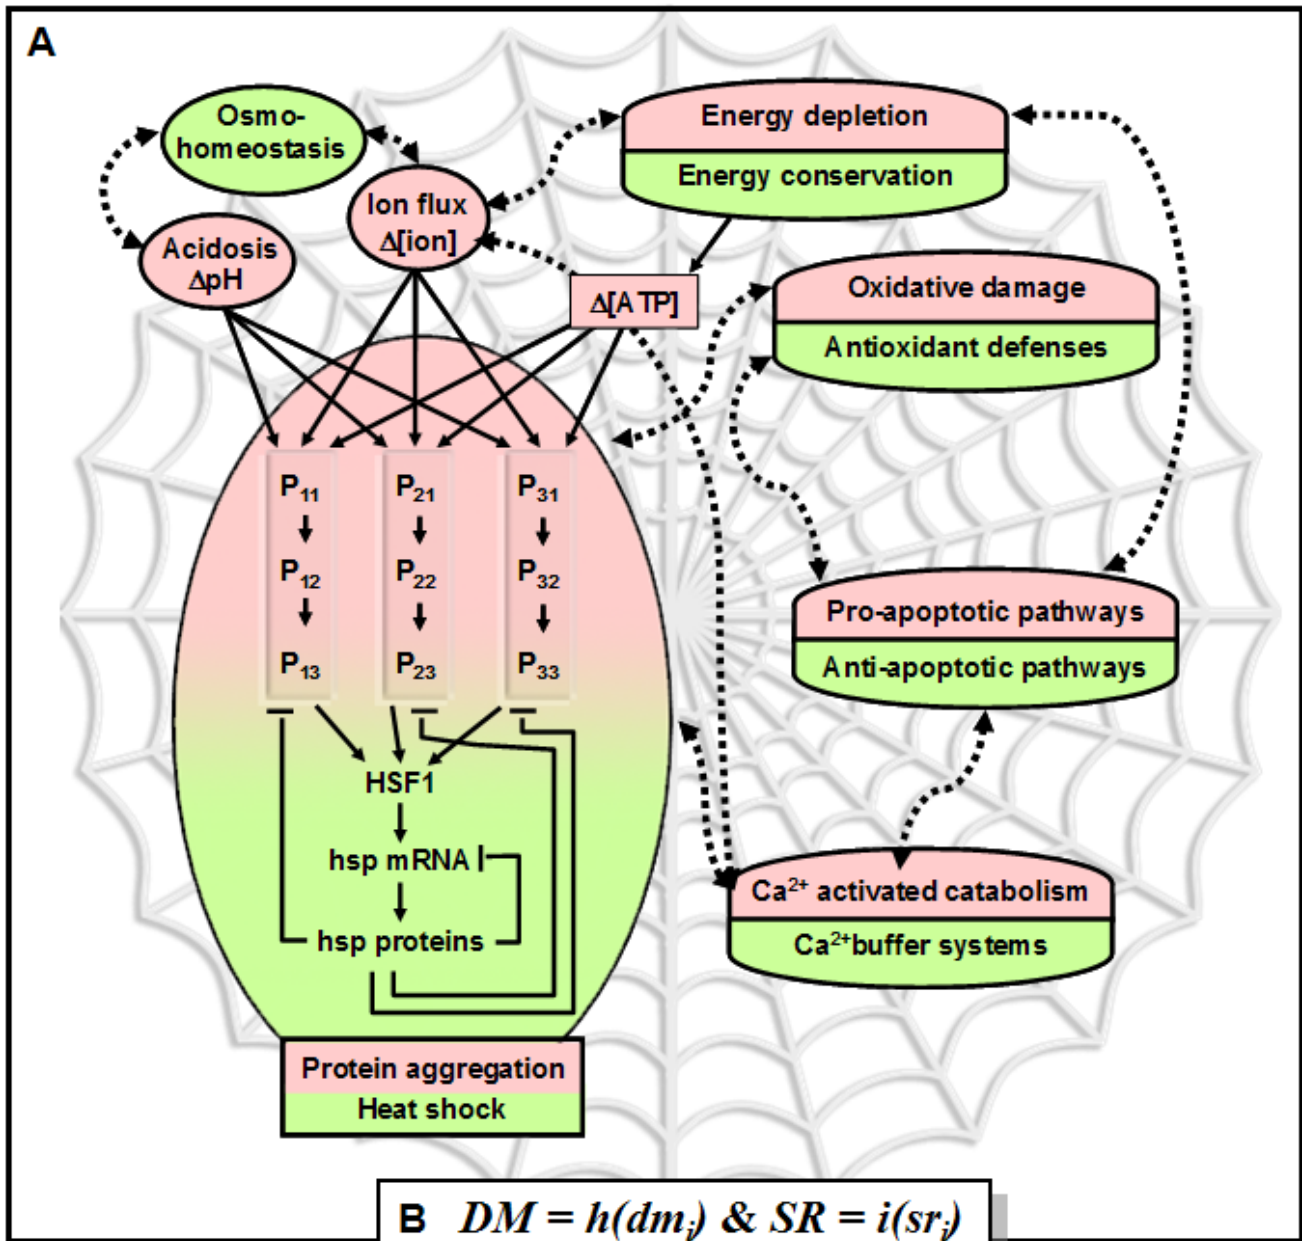 A
Osmo-
homeostasis
Energy depletion
Energy conservation
Ion flux
Δ[ion]
Acidosis
ΔpH
Δ[ATP]
Oxidative damage
Antioxidant defenses
P₁₁ P₂₁ P₃₁
P₁₂ P₂₂ P₃₂
P₁₃ P₂₃ P₃₃
Pro-apoptotic pathways
Anti-apoptotic pathways
HSF1
hsp mRNA
hsp proteins
Ca²⁺ activated catabolism
Ca²⁺buffer systems
Protein aggregation
Heat shock
B DM = h(dmᵢ) & SR = i(srᵢ)